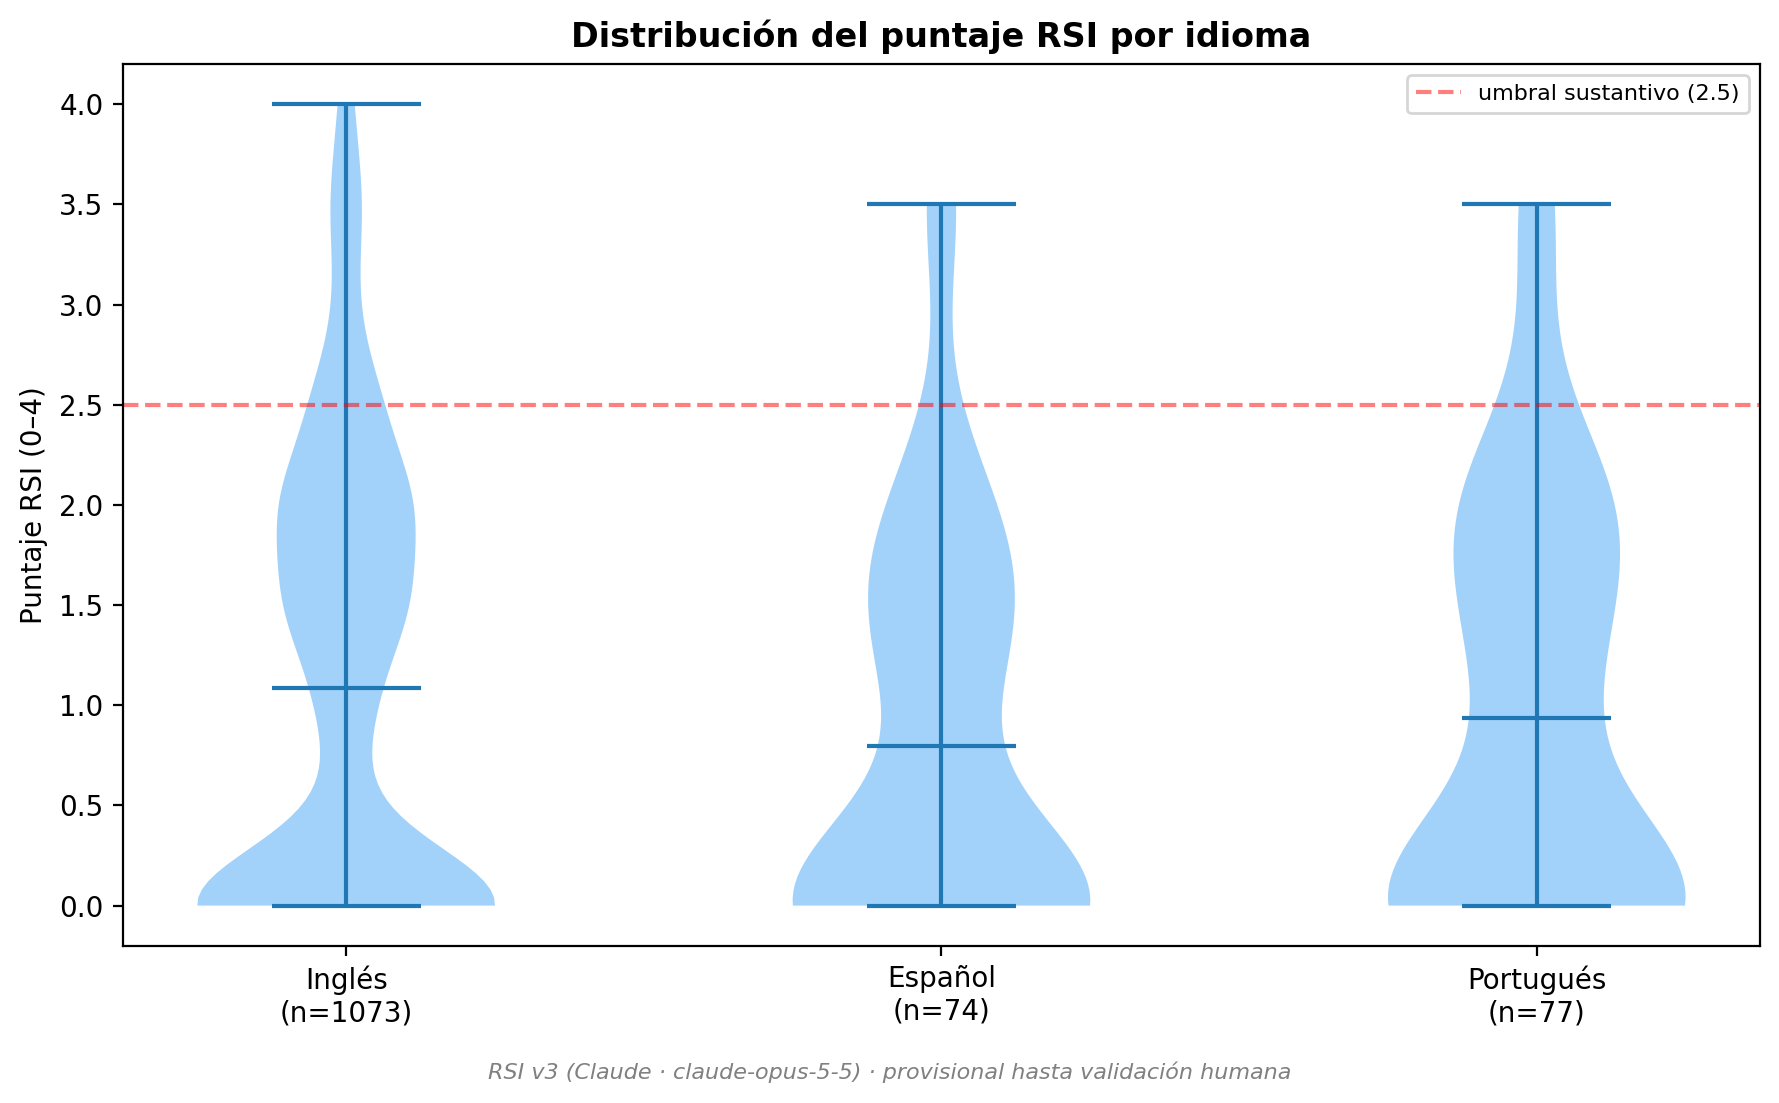 Distribución del puntaje RSI por idioma
umbral sustantivo (2.5)
Puntaje RSI (0–4)
4.0
3.5
3.0
2.5
2.0
1.5
1.0
0.5
0.0
Inglés
(n=1073)
Español
(n=74)
Portugués
(n=77)
RSI v3 (Claude · claude-opus-5-5) · provisional hasta validación humana